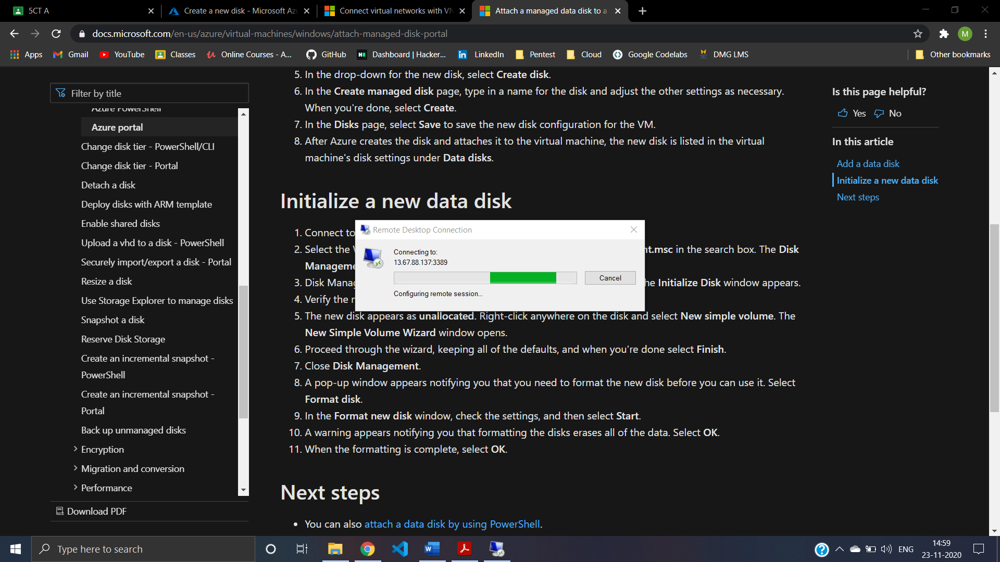 5CT A
Create a new disk - Microsoft Az
Connect virtual networks with VN
Attach a managed data disk to a
docs.microsoft.com/en-us/azure/virtual-machines/windows/attach-managed-disk-portal
M
Apps
Gmail
YouTube
Classes
Online Courses - A...
GitHub
Dashboard | Hacker...
LinkedIn
Pentest
Cloud
Google Codelabs
DMG LMS
Other bookmarks
Filter by title
Azure PowerShell
Azure portal
Change disk tier - PowerShell/CLI
Change disk tier - Portal
Detach a disk
Deploy disks with ARM template
Enable shared disks
Upload a vhd to a disk - PowerShell
Securely import/export a disk - Portal
Resize a disk
Use Storage Explorer to manage disks
Snapshot a disk
Reserve Disk Storage
Create an incremental snapshot -
PowerShell
Create an incremental snapshot -
Portal
Back up unmanaged disks
Encryption
Migration and conversion
Performance
Download PDF
5. In the drop-down for the new disk, select Create disk.
6. In the Create managed disk page, type in a name for the disk and adjust the other settings as necessary.
When you're done, select Create.
7. In the Disks page, select Save to save the new disk configuration for the VM.
8. After Azure creates the disk and attaches it to the virtual machine, the new disk is listed in the virtual
machine's disk settings under Data disks.
Initialize a new data disk
1. Connect to
2. Select the nt.msc in the search box. The Disk
Manageme
3. Disk Manag he Initialize Disk window appears.
4. Verify the
5. The new disk appears as unallocated. Right-click anywhere on the disk and select New simple volume. The
New Simple Volume Wizard window opens.
6. Proceed through the wizard, keeping all of the defaults, and when you're done select Finish.
7. Close Disk Management.
8. A pop-up window appears notifying you that you need to format the new disk before you can use it. Select
Format disk.
9. In the Format new disk window, check the settings, and then select Start.
10. A warning appears notifying you that formatting the disks erases all of the data. Select OK.
11. When the formatting is complete, select OK.
Next steps
• You can also attach a data disk by using PowerShell.
Remote Desktop Connection
Connecting to:
13.67.88.137:3389
Cancel
Configuring remote session...
Is this page helpful?
Yes No
In this article
Add a data disk
Initialize a new data disk
Next steps
Type here to search
ENG
14:59
23-11-2020